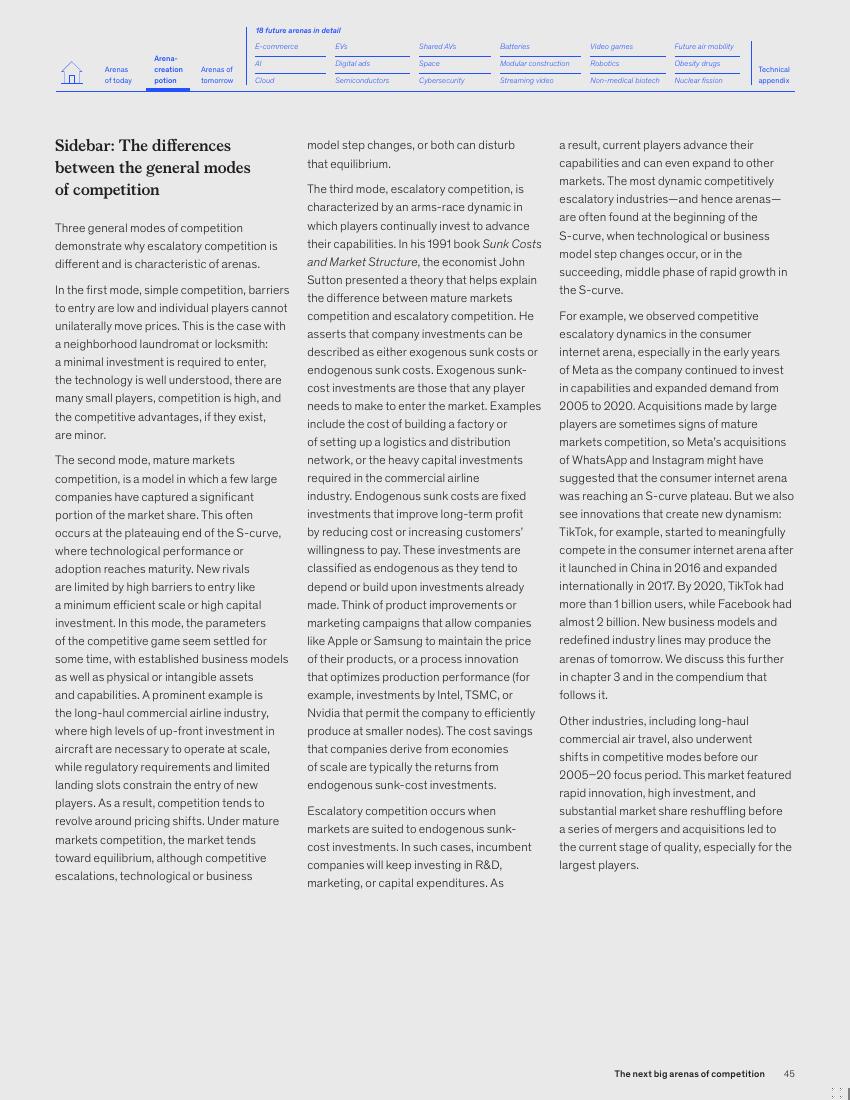 18 future arenas in detail
Arenas
of today
Arena-
creation
potion
Arenas of
tomorrow
E-commerce
EVs
Shared AVs
Batteries
Video games
Future air mobility
AI
Digital ads
Space
Modular construction
Robotics
Obesity drugs
Cloud
Semiconductors
Cybersecurity
Streaming video
Non-medical biotech
Nuclear fission
Technical
appendix
Sidebar: The differences
between the general modes
of competition
Three general modes of competition
demonstrate why escalatory competition is
different and is characteristic of arenas.
In the first mode, simple competition, barriers
to entry are low and individual players cannot
unilaterally move prices. This is the case with
a neighborhood laundromat or locksmith:
a minimal investment is required to enter,
the technology is well understood, there are
many small players, competition is high, and
the competitive advantages, if they exist,
are minor.
The second mode, mature markets
competition, is a model in which a few large
companies have captured a significant
portion of the market share. This often
occurs at the plateauing end of the S-curve,
where technological performance or
adoption reaches maturity. New rivals
are limited by high barriers to entry like
a minimum efficient scale or high capital
investment. In this mode, the parameters
of the competitive game seem settled for
some time, with established business models
as well as physical or intangible assets
and capabilities. A prominent example is
the long-haul commercial airline industry,
where high levels of up-front investment in
aircraft are necessary to operate at scale,
while regulatory requirements and limited
landing slots constrain the entry of new
players. As a result, competition tends to
revolve around pricing shifts. Under mature
markets competition, the market tends
toward equilibrium, although competitive
escalations, technological or business
model step changes, or both can disturb
that equilibrium.
The third mode, escalatory competition, is
characterized by an arms-race dynamic in
which players continually invest to advance
their capabilities. In his 1991 book Sunk Costs
and Market Structure, the economist John
Sutton presented a theory that helps explain
the difference between mature markets
competition and escalatory competition. He
asserts that company investments can be
described as either exogenous sunk costs or
endogenous sunk costs. Exogenous sunk-
cost investments are those that any player
needs to make to enter the market. Examples
include the cost of building a factory or
of setting up a logistics and distribution
network, or the heavy capital investments
required in the commercial airline
industry. Endogenous sunk costs are fixed
investments that improve long-term profit
by reducing cost or increasing customers’
willingness to pay. These investments are
classified as endogenous as they tend to
depend or build upon investments already
made. Think of product improvements or
marketing campaigns that allow companies
like Apple or Samsung to maintain the price
of their products, or a process innovation
that optimizes production performance (for
example, investments by Intel, TSMC, or
Nvidia that permit the company to efficiently
produce at smaller nodes). The cost savings
that companies derive from economies
of scale are typically the returns from
endogenous sunk-cost investments.
Escalatory competition occurs when
markets are suited to endogenous sunk-
cost investments. In such cases, incumbent
companies will keep investing in R&D,
marketing, or capital expenditures. As
a result, current players advance their
capabilities and can even expand to other
markets. The most dynamic competitively
escalatory industries—and hence arenas—
are often found at the beginning of the
S-curve, when technological or business
model step changes occur, or in the
succeeding, middle phase of rapid growth in
the S-curve.
For example, we observed competitive
escalatory dynamics in the consumer
internet arena, especially in the early years
of Meta as the company continued to invest
in capabilities and expanded demand from
2005 to 2020. Acquisitions made by large
players are sometimes signs of mature
markets competition, so Meta’s acquisitions
of WhatsApp and Instagram might have
suggested that the consumer internet arena
was reaching an S-curve plateau. But we also
see innovations that create new dynamism:
TikTok, for example, started to meaningfully
compete in the consumer internet arena after
it launched in China in 2016 and expanded
internationally in 2017. By 2020, TikTok had
more than 1 billion users, while Facebook had
almost 2 billion. New business models and
redefined industry lines may produce the
arenas of tomorrow. We discuss this further
in chapter 3 and in the compendium that
follows it.
Other industries, including long-haul
commercial air travel, also underwent
shifts in competitive modes before our
2005–20 focus period. This market featured
rapid innovation, high investment, and
substantial market share reshuffling before
a series of mergers and acquisitions led to
the current stage of quality, especially for the
largest players.
The next big arenas of competition 45